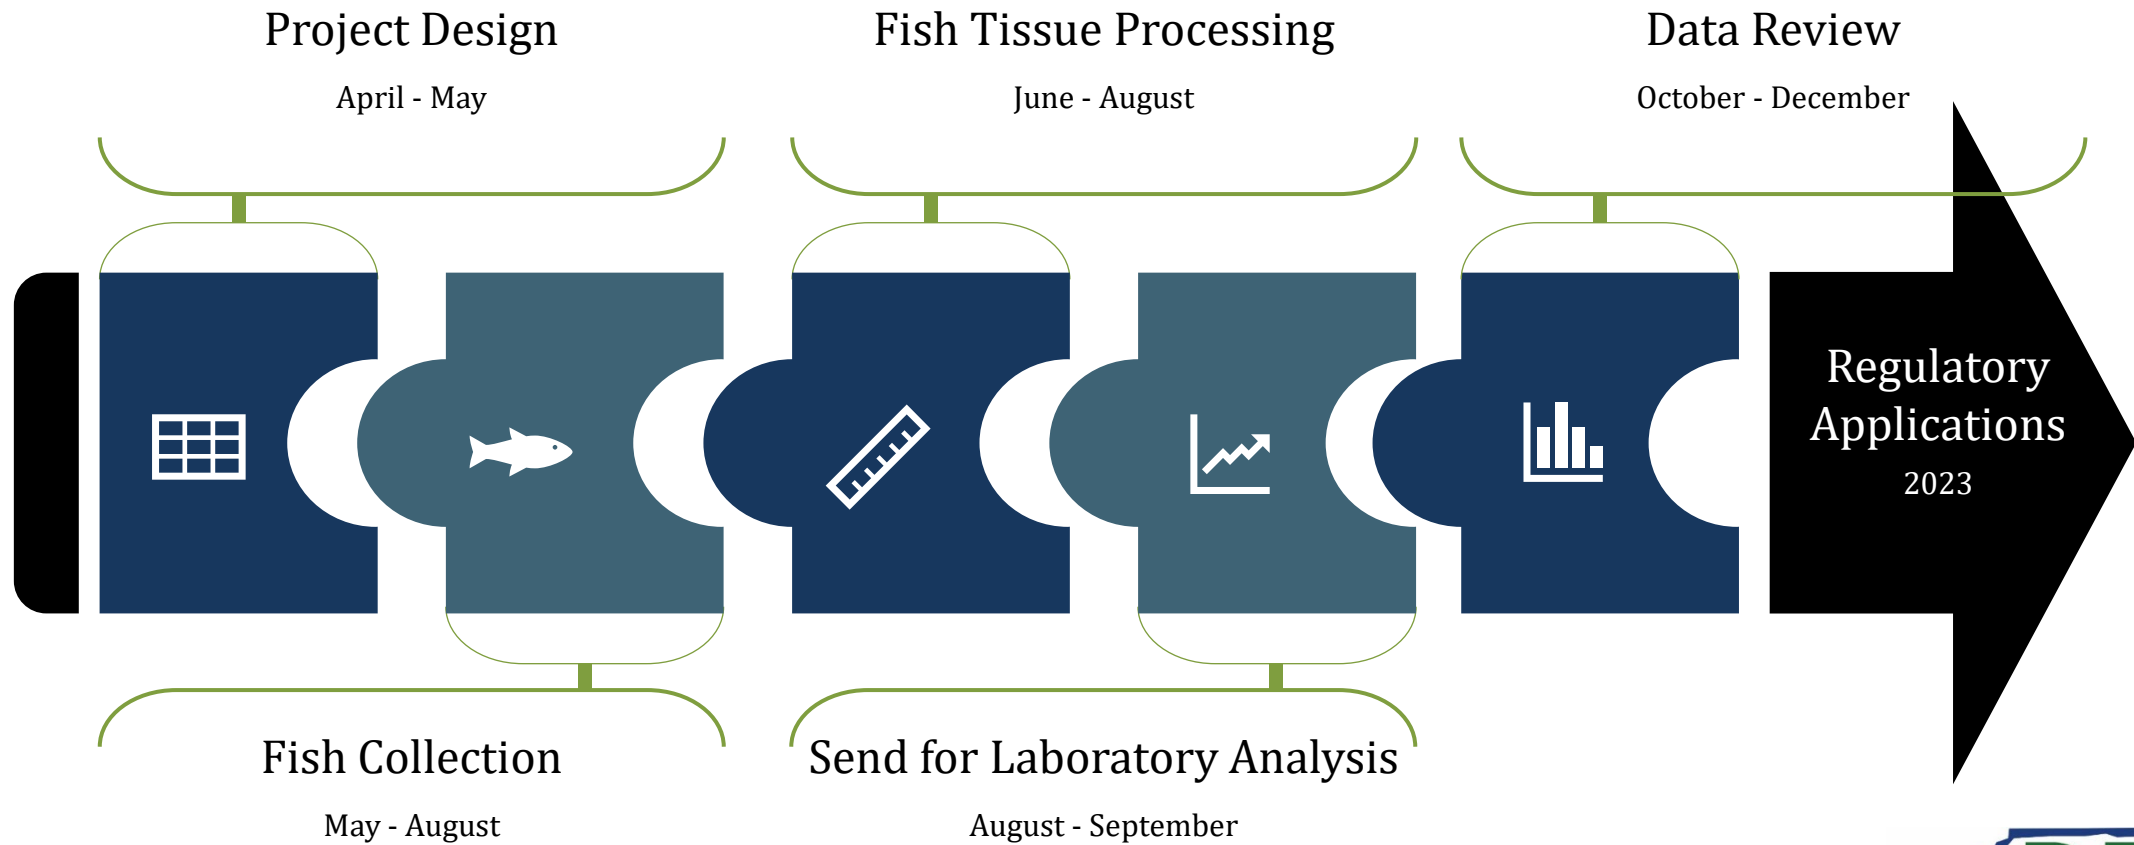 Project Design
April - May
Fish Tissue Processing
June - August
Data Review
October - December
Regulatory
Applications
2023
Fish Collection
May - August
Send for Laboratory Analysis
August - September